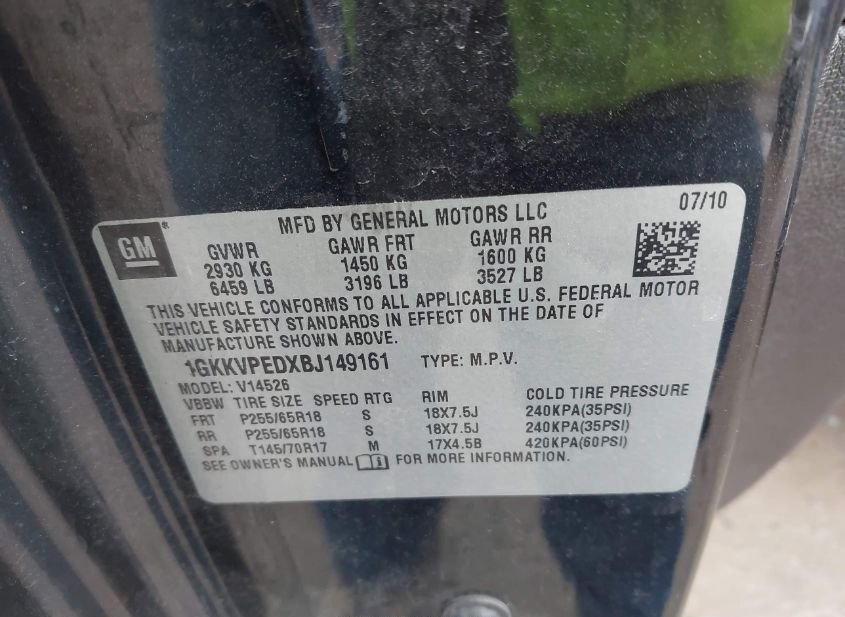 MFD BY GENERAL MOTORS LLC 07/10
GM ®
GVWR GAWR FRT GAWR RR
2930 KG 1450 KG 1600 KG
6459 LB 3196 LB 3527 LB
THIS VEHICLE CONFORMS TO ALL APPLICABLE U.S. FEDERAL MOTOR
VEHICLE SAFETY STANDARDS IN EFFECT ON THE DATE OF
MANUFACTURE SHOWN ABOVE.
1GKKVPEDXBJ149161 TYPE: M.P.V.
MODEL: V14526
VBBW TIRE SIZE SPEED RTG RIM COLD TIRE PRESSURE
FRT P255/65R18 S 18X7.5J 240KPA(35PSI)
RR P255/65R18 S 18X7.5J 240KPA(35PSI)
SPA T145/70R17 M 17X4.5B 420KPA(60PSI)
SEE OWNER'S MANUAL i FOR MORE INFORMATION.